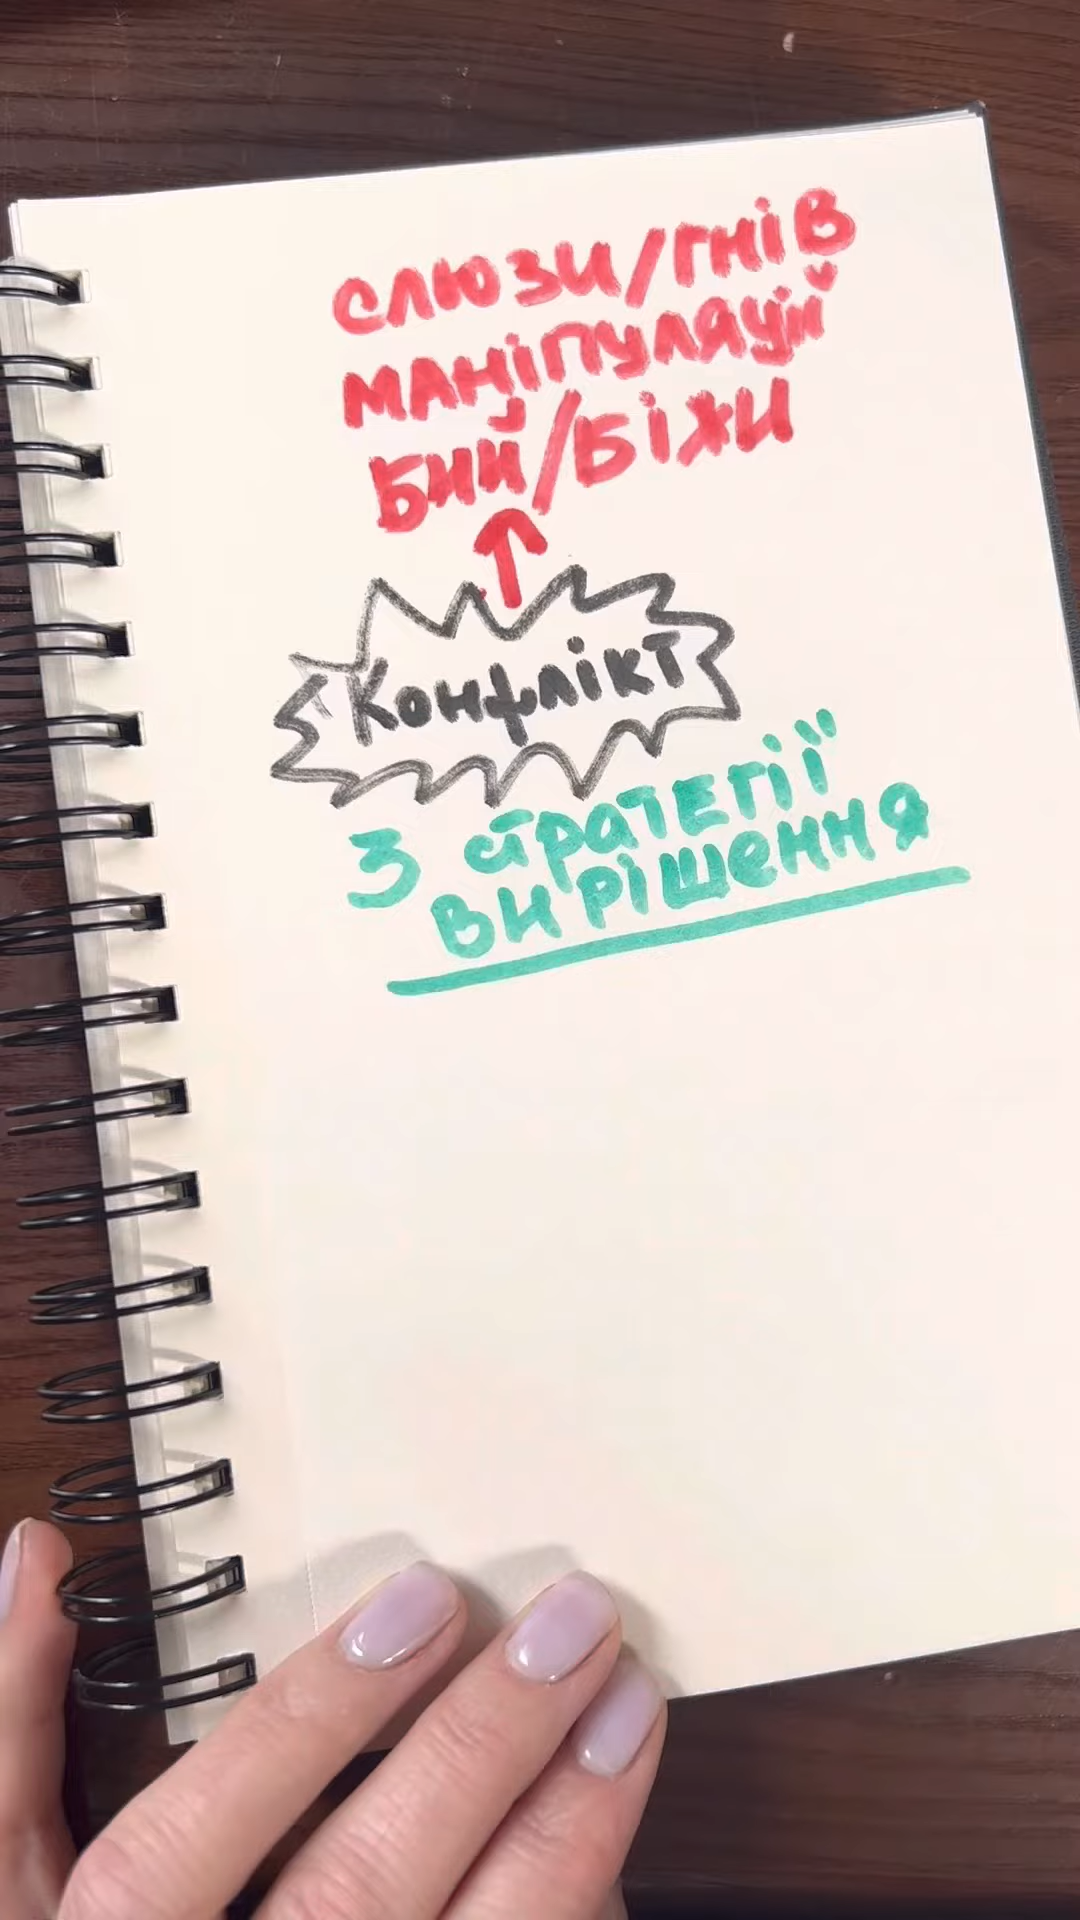 слюзи/гнів
маніпуляції
Бий/Біжи
Конфлікт
3 стратегії
вирішення